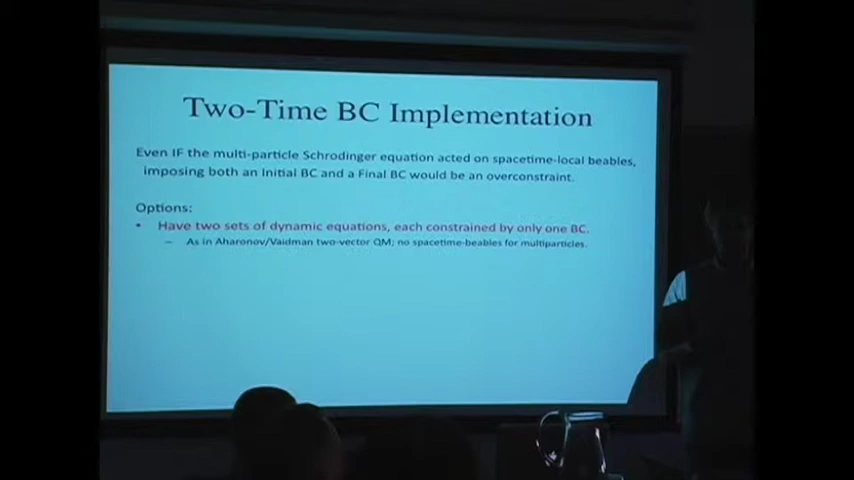 Two-Time BC Implementation
Even IF the multi-particle Schrodinger equation acted on spacetime-local beables,
imposing both an Initial BC and a Final BC would be an overconstraint.
Options:
• Have two sets of dynamic equations, each constrained by only one BC.
– As in Aharonov/Vaidman two-vector QM; no spacetime-beables for multiparticles.